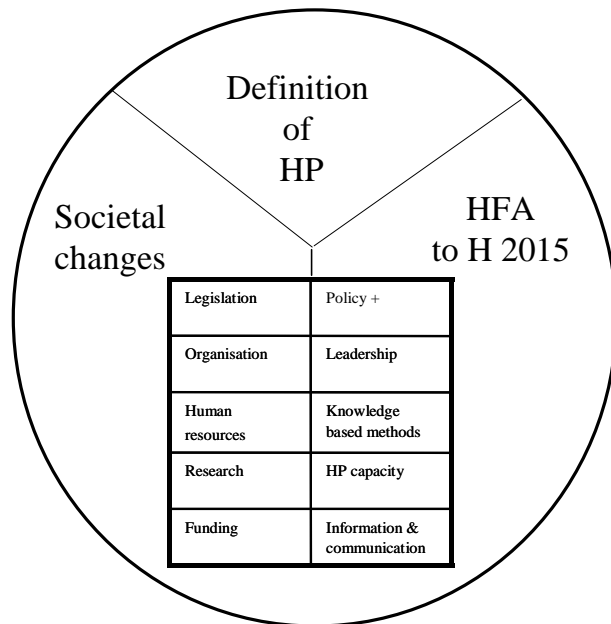 Definition
of
HP
Societal
changes
HFA
to H 2015
Legislation
Policy +
Organisation
Leadership
Human
resources
Knowledge
based methods
Research
HP capacity
Funding
Information &
communication